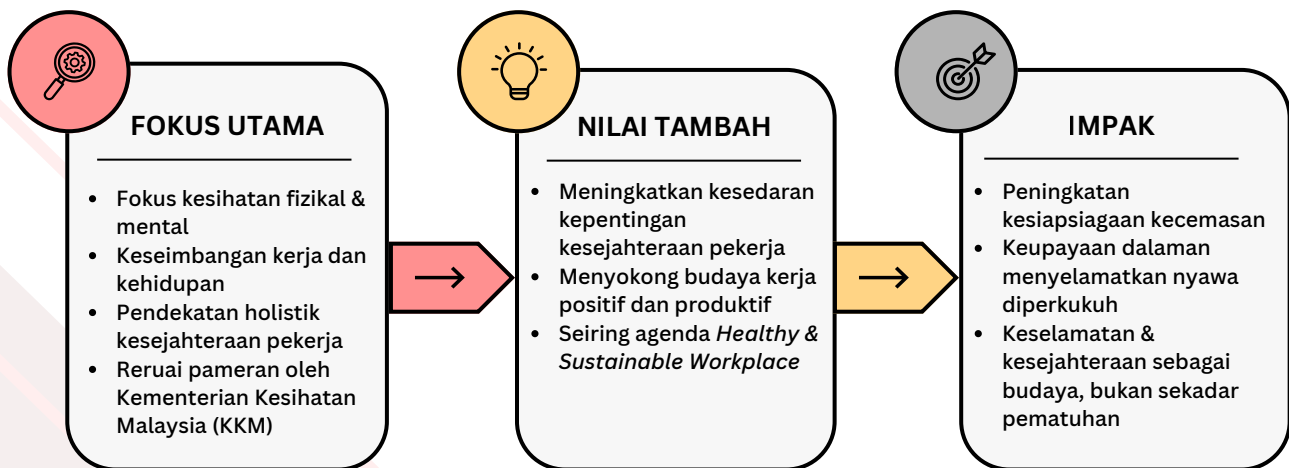 FOKUS UTAMA
• Fokus kesihatan fizikal &
mental
• Keseimbangan kerja dan
kehidupan
• Pendekatan holistik
kesejahteraan pekerja
• Reruai pameran oleh
Kementerian Kesihatan
Malaysia (KKM)
NILAI TAMBAH
• Meningkatkan kesedaran
kepentingan
kesejahteraan pekerja
• Menyokong budaya kerja
positif dan produktif
• Seiring agenda Healthy &
Sustainable Workplace
IMPAK
• Peningkatan
kesiapsiagaan kecemasan
• Keupayaan dalaman
menyelamatkan nyawa
diperkukuh
• Keselamatan &
kesejahteraan sebagai
budaya, bukan sekadar
pematuhan